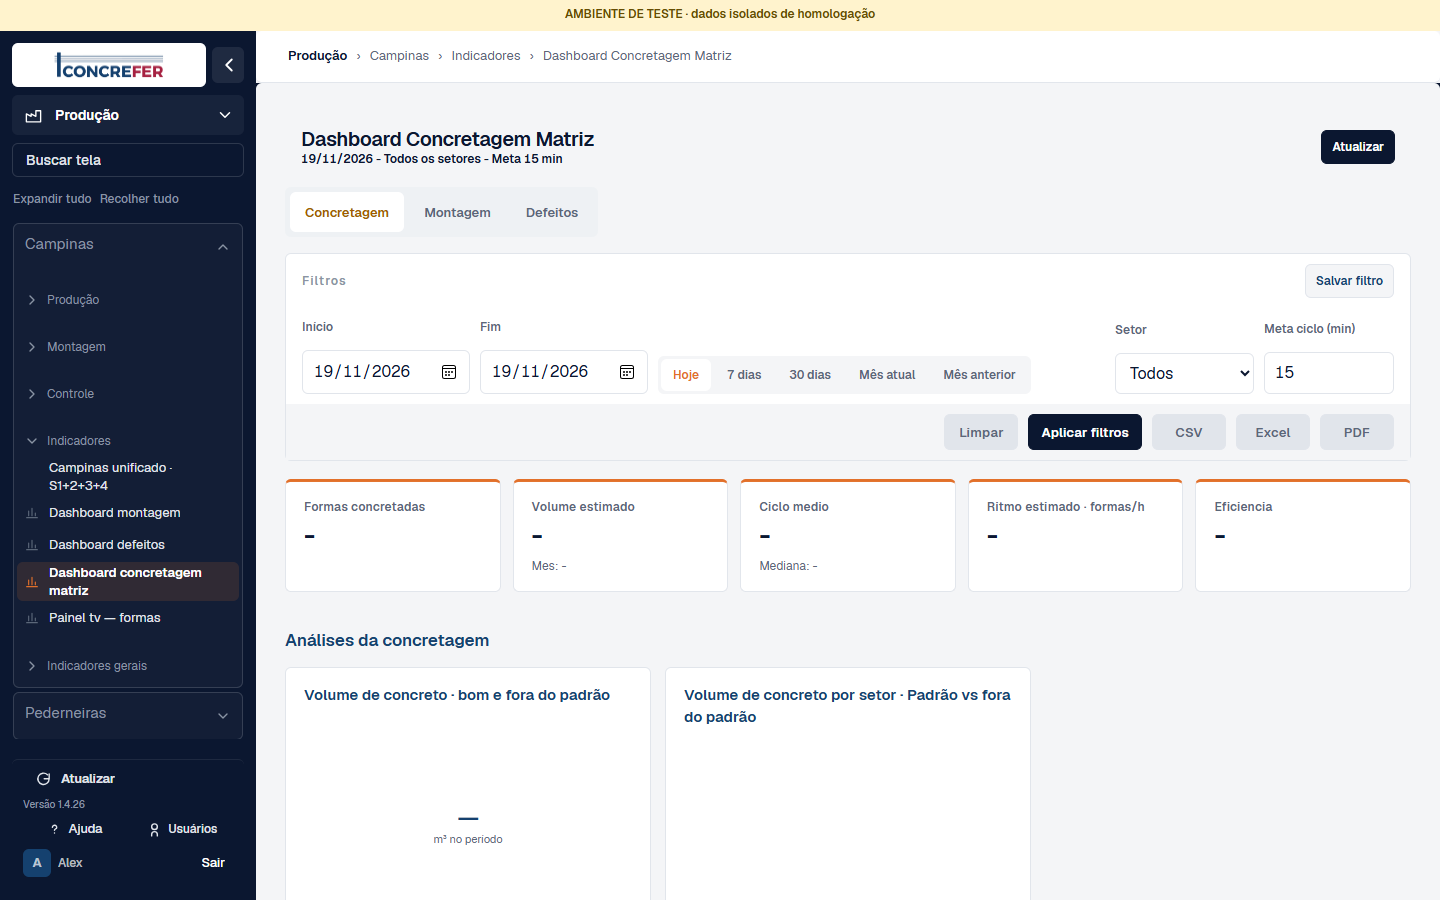 AMBIENTE DE TESTE · dados isolados de homologação
CONCREFER
Produção
Buscar tela
Expandir tudo Recolher tudo
Campinas
Produção
Montagem
Controle
Indicadores
Campinas unificado ·
S1+2+3+4
Dashboard montagem
Dashboard defeitos
Dashboard concretagem
matriz
Painel tv — formas
Indicadores gerais
Pederneiras
Atualizar
Versão 1.4.26
? Ajuda
Usuários
A Alex
Sair
Produção › Campinas › Indicadores › Dashboard Concretagem Matriz
Dashboard Concretagem Matriz
19/11/2026 - Todos os setores - Meta 15 min
Atualizar
Concretagem Montagem Defeitos
Filtros
Salvar filtro
Início Fim Setor Meta ciclo (min)
19/11/2026 19/11/2026 Hoje 7 dias 30 dias Mês atual Mês anterior Todos 15
Limpar Aplicar filtros CSV Excel PDF
Formas concretadas
-
Volume estimado
-
Mes: -
Ciclo medio
-
Mediana: -
Ritmo estimado · formas/h
-
Eficiencia
-
Análises da concretagem
Volume de concreto · bom e fora do padrão
—
m³ no periodo
Volume de concreto por setor · Padrão vs fora
do padrão